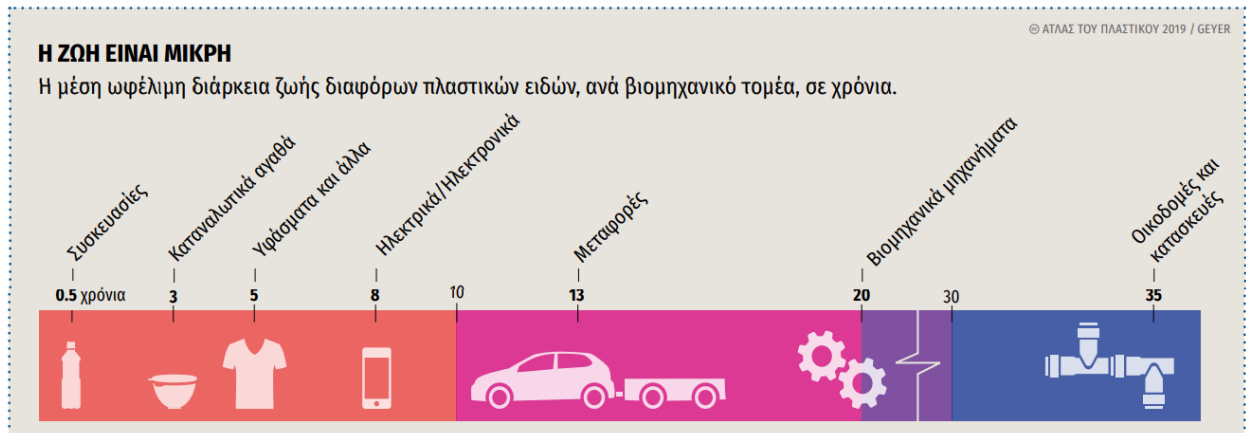 🅭 ΑΤΛΑΣ ΤΟΥ ΠΛΑΣΤΙΚΟΥ 2019 / GEYER
Η ΖΩΗ ΕΙΝΑΙ ΜΙΚΡΗ
Η μέση ωφέλιμη διάρκεια ζωής διαφόρων πλαστικών ειδών, ανά βιομηχανικό τομέα, σε χρόνια.
Συσκευασίες
Καταναλωτικά αγαθά
Υφάσματα και άλλα
Ηλεκτρικά/Ηλεκτρονικά
Μεταφορές
Βιομηχανικά μηχανήματα
Οικοδομές και
κατασκευές
0.5 χρόνια 3 5 8 10 13 20 30 35